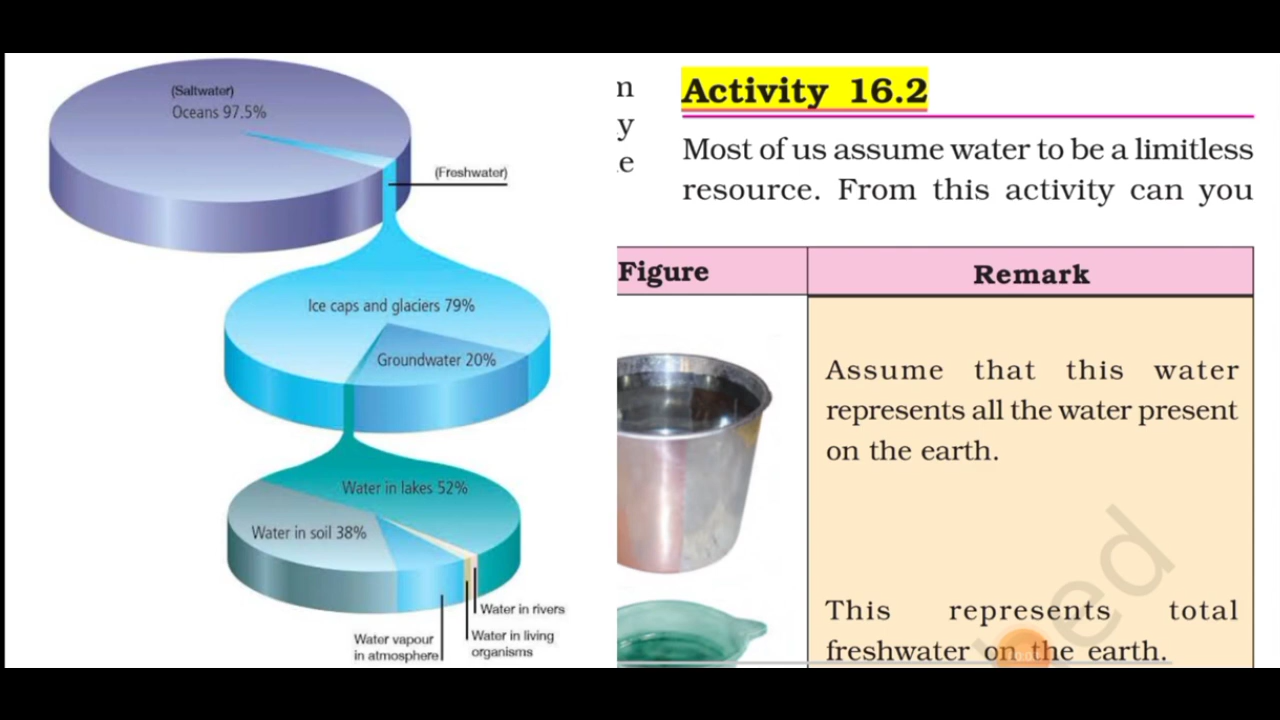 (Saltwater)
Oceans 97.5%
(Freshwater)
Ice caps and glaciers 79%
Groundwater 20%
Water in lakes 52%
Water in soil 38%
Water in rivers
Water in living
organisms
Water vapour
in atmosphere
n
y
e
Activity 16.2
Most of us assume water to be a limitless
resource. From this activity can you
Figure
Remark
Assume that this water
represents all the water present
on the earth.
This represents total
freshwater on the earth.
ed